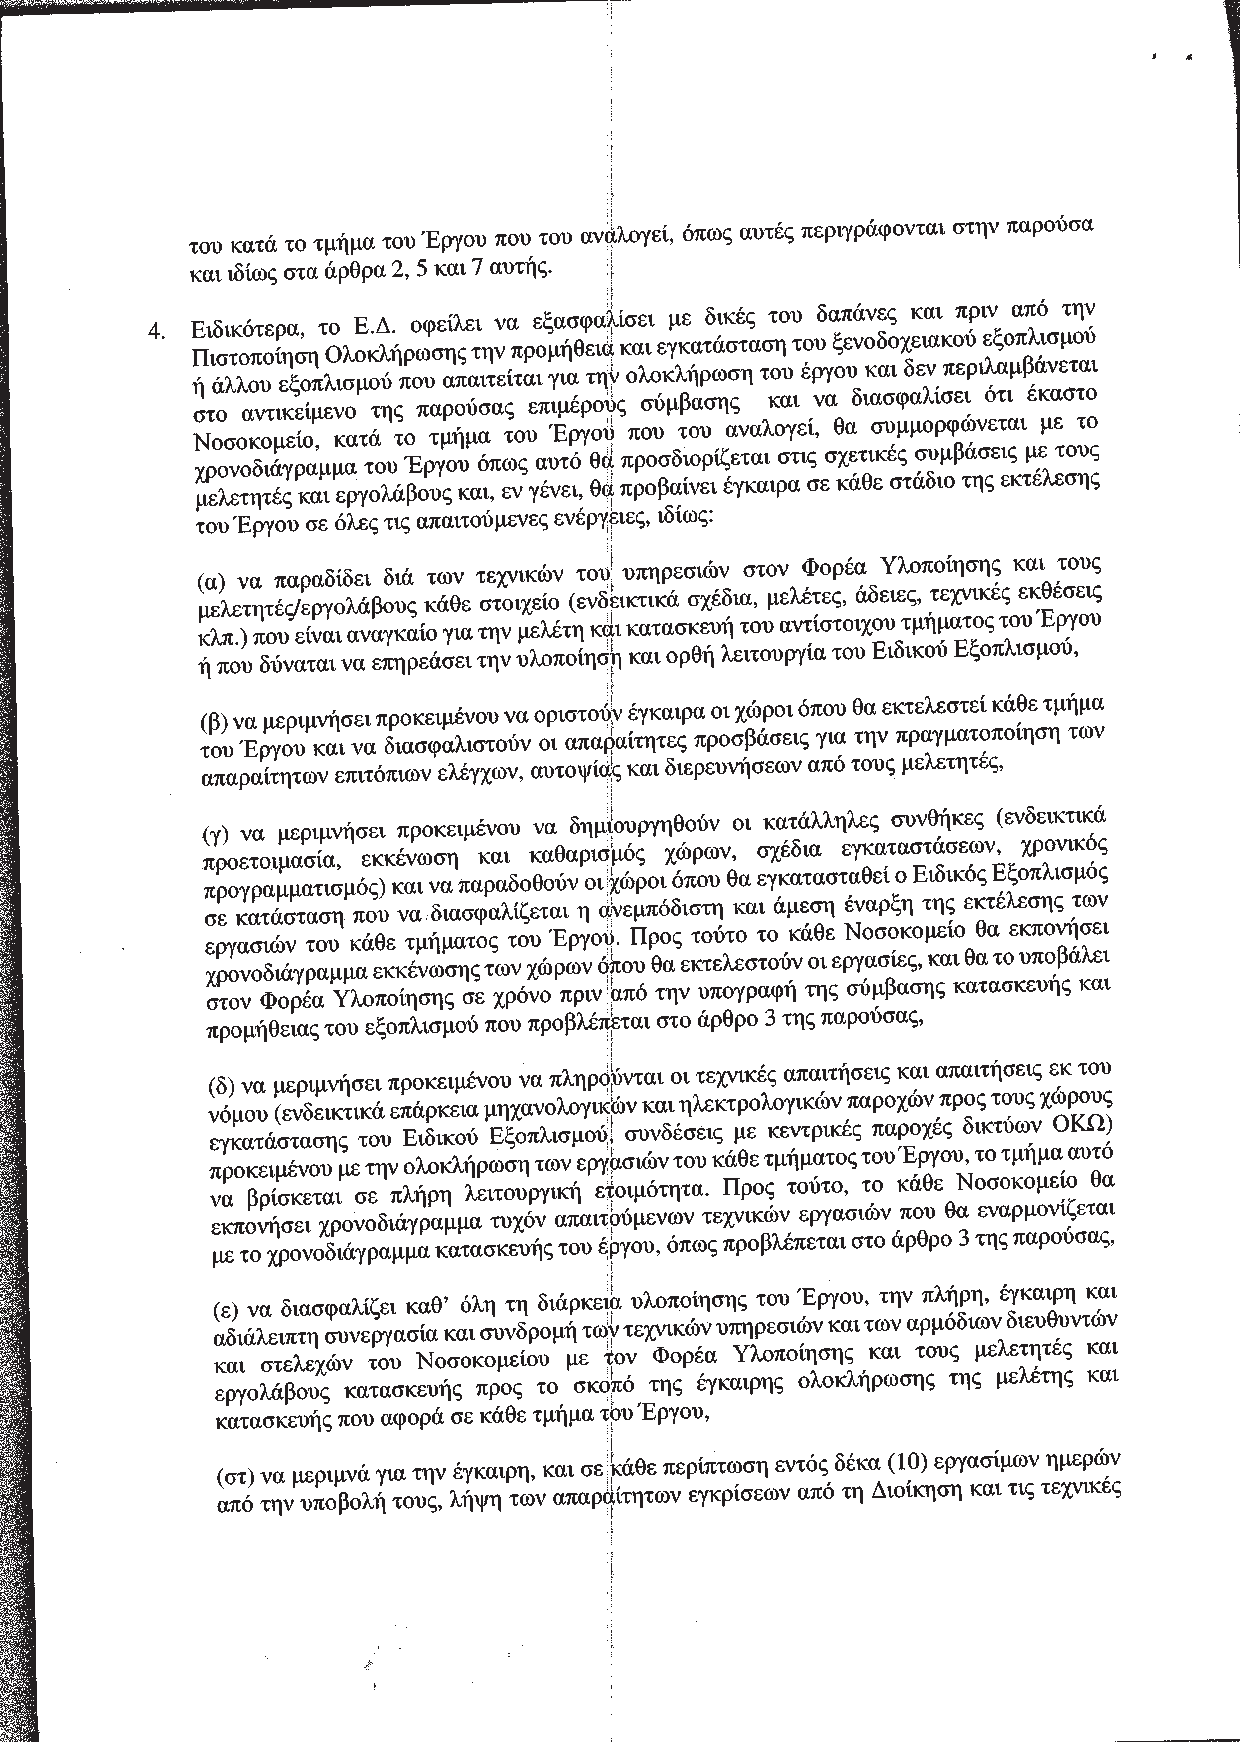 του κατά το τμήμα του Έργου που του αναλογεί, όπως αυτές περιγράφονται στην παρούσα
και ιδίως στα άρθρα 2, 5 και 7 αυτής.
4. Ειδικότερα, το Ε.Δ. οφείλει να εξασφαλίσει με δικές του δαπάνες και πριν από την
Πιστοποίηση Ολοκλήρωσης την προμήθεια και εγκατάσταση του ξενοδοχειακού εξοπλισμού
ή άλλου εξοπλισμού που απαιτείται για την ολοκλήρωση του έργου και δεν περιλαμβάνεται
στο αντικείμενο της παρούσας επιμέρους σύμβασης και να διασφαλίσει ότι έκαστο
Νοσοκομείο, κατά το τμήμα του Έργου που του αναλογεί, θα συμμορφώνεται με το
χρονοδιάγραμμα του Έργου όπως αυτό θα προσδιορίζεται στις σχετικές συμβάσεις με τους
μελετητές και εργολάβους και, εν γένει, θα προβαίνει έγκαιρα σε κάθε στάδιο της εκτέλεσης
του Έργου σε όλες τις απαιτούμενες ενέργειες, ιδίως:
(α) να παραδίδει διά των τεχνικών του υπηρεσιών στον Φορέα Υλοποίησης και τους
μελετητές/εργολάβους κάθε στοιχείο (ενδεικτικά σχέδια, μελέτες, άδειες, τεχνικές εκθέσεις
κλπ.) που είναι αναγκαίο για την μελέτη και κατασκευή του αντίστοιχου τμήματος του Έργου
ή που δύναται να επηρεάσει την υλοποίηση και ορθή λειτουργία του Ειδικού Εξοπλισμού,
(β) να μεριμνήσει προκειμένου να οριστούν έγκαιρα οι χώροι όπου θα εκτελεστεί κάθε τμήμα
του Έργου και να διασφαλιστούν οι απαραίτητες προσβάσεις για την πραγματοποίηση των
απαραίτητων επιτόπιων ελέγχων, αυτοψίας και διερευνήσεων από τους μελετητές,
(γ) να μεριμνήσει προκειμένου να δημιουργηθούν οι κατάλληλες συνθήκες (ενδεικτικά
προετοιμασία, εκκένωση και καθαρισμός χώρων, σχέδια εγκαταστάσεων, χρονικός
προγραμματισμός) και να παραδοθούν οι χώροι όπου θα εγκατασταθεί ο Ειδικός Εξοπλισμός
σε κατάσταση που να διασφαλίζεται η ανεμπόδιστη και άμεση έναρξη της εκτέλεσης των
εργασιών του κάθε τμήματος του Έργου. Προς τούτο το κάθε Νοσοκομείο θα εκπονήσει
χρονοδιάγραμμα εκκένωσης των χώρων όπου θα εκτελεστούν οι εργασίες, και θα το υποβάλει
στον Φορέα Υλοποίησης σε χρόνο πριν από την υπογραφή της σύμβασης κατασκευής και
προμήθειας του εξοπλισμού που προβλέπεται στο άρθρο 3 της παρούσας,
(δ) να μεριμνήσει προκειμένου να πληρούνται οι τεχνικές απαιτήσεις και απαιτήσεις εκ του
νόμου (ενδεικτικά επάρκεια μηχανολογικών και ηλεκτρολογικών παροχών προς τους χώρους
εγκατάστασης του Ειδικού Εξοπλισμού, συνδέσεις με κεντρικές παροχές δικτύων ΟΚΩ)
προκειμένου με την ολοκλήρωση των εργασιών του κάθε τμήματος του Έργου, το τμήμα αυτό
να βρίσκεται σε πλήρη λειτουργική ετοιμότητα. Προς τούτο, το κάθε Νοσοκομείο θα
εκπονήσει χρονοδιάγραμμα τυχόν απαιτούμενων τεχνικών εργασιών που θα εναρμονίζεται
με το χρονοδιάγραμμα κατασκευής του έργου, όπως προβλέπεται στο άρθρο 3 της παρούσας,
(ε) να διασφαλίζει καθ’ όλη τη διάρκεια υλοποίησης του Έργου, την πλήρη, έγκαιρη και
αδιάλειπτη συνεργασία και συνδρομή των τεχνικών υπηρεσιών και των αρμόδιων διευθυντών
και στελεχών του Νοσοκομείου με τον Φορέα Υλοποίησης και τους μελετητές και
εργολάβους κατασκευής προς το σκοπό της έγκαιρης ολοκλήρωσης της μελέτης και
κατασκευής που αφορά σε κάθε τμήμα του Έργου,
(στ) να μεριμνά για την έγκαιρη, και σε κάθε περίπτωση εντός δέκα (10) εργασίμων ημερών
από την υποβολή τους, λήψη των απαραίτητων εγκρίσεων από τη Διοίκηση και τις τεχνικές